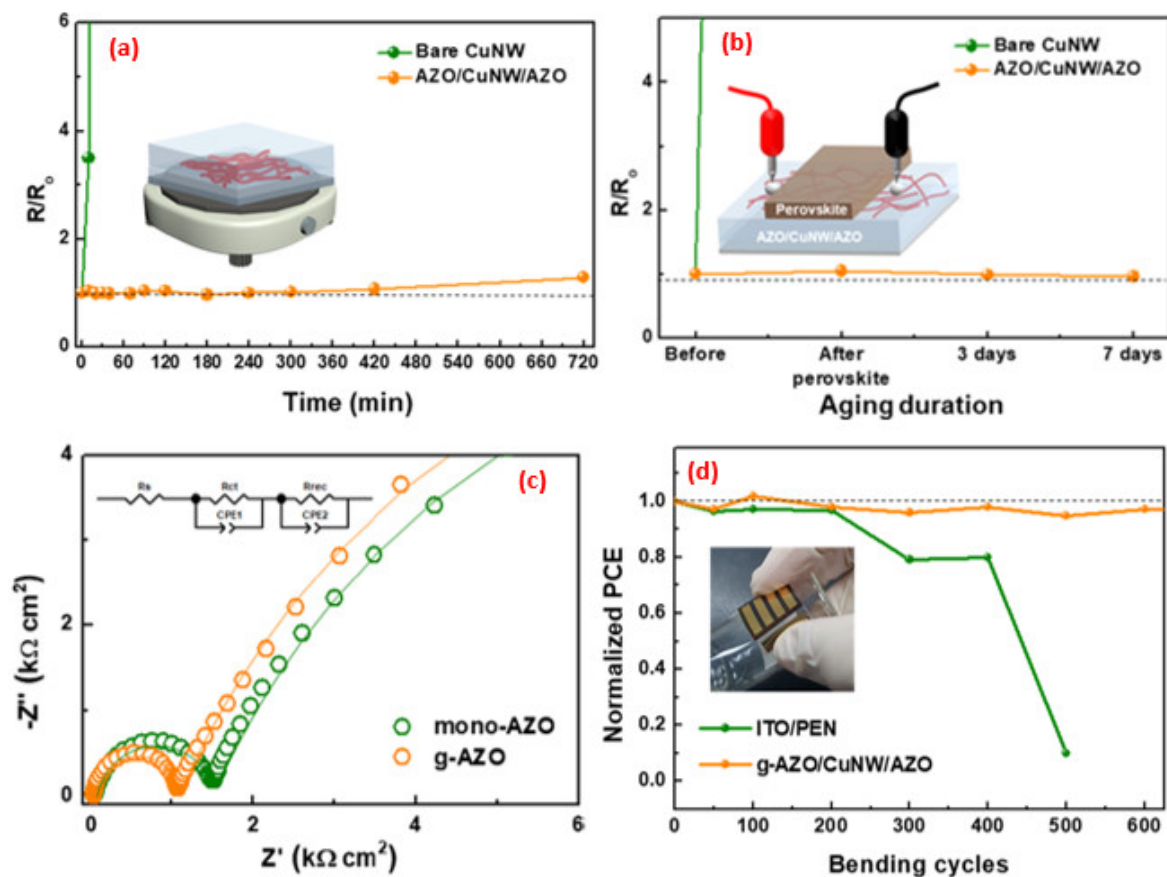 (a)
Bare CuNW
AZO/CuNW/AZO
R/Ro
6
4
2
0
0 60 120 180 240 300 360 420 480 540 600 660 720
Time (min)
(b)
Bare CuNW
AZO/CuNW/AZO
Perovskite
AZO/CuNW/AZO
R/Ro
4
2
0
Before After 3 days 7 days
perovskite
Aging duration
(c)
Rs Rct Rrec
CPE1 CPE2
mono-AZO
g-AZO
-Z'' (kΩ cm²)
4
2
0
0 2 4 6
Z' (kΩ cm²)
(d)
ITO/PEN
g-AZO/CuNW/AZO
Normalized PCE
1.0
0.8
0.6
0.4
0.2
0.0
0 100 200 300 400 500 600
Bending cycles